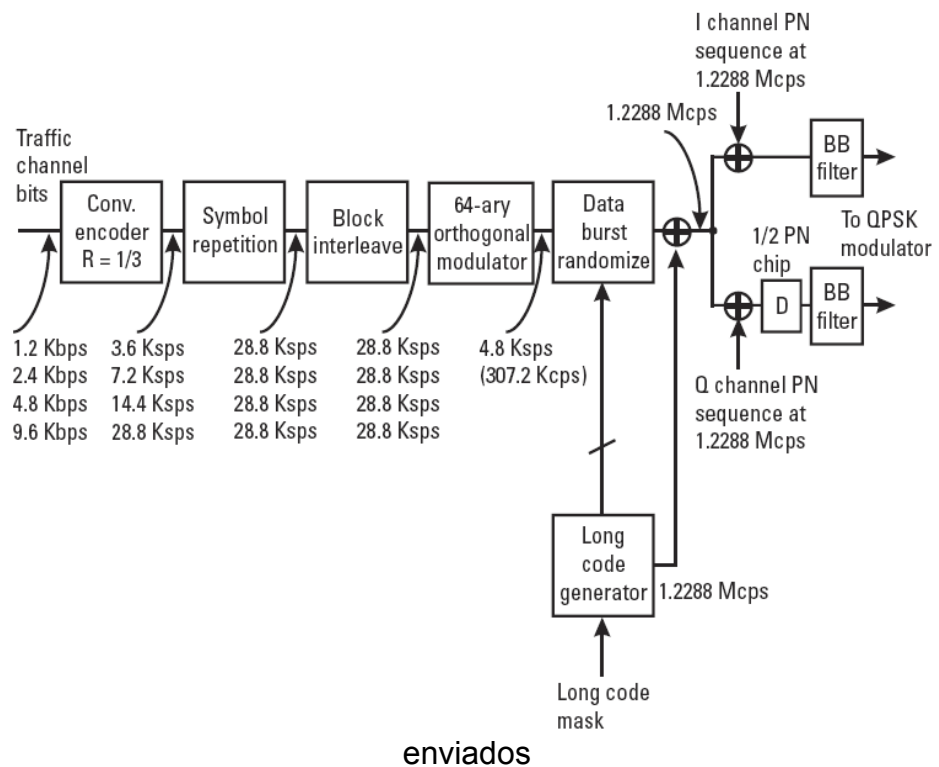 I channel PN
sequence at
1.2288 Mcps
1.2288 Mcps
Traffic
channel
bits
Conv.
encoder
R = 1/3
Symbol
repetition
Block
interleave
64-ary
orthogonal
modulator
Data
burst
randomize
BB
filter
To QPSK
modulator
1/2 PN
chip
D
BB
filter
1.2 Kbps
2.4 Kbps
4.8 Kbps
9.6 Kbps
3.6 Ksps
7.2 Ksps
14.4 Ksps
28.8 Ksps
28.8 Ksps
28.8 Ksps
28.8 Ksps
28.8 Ksps
28.8 Ksps
28.8 Ksps
28.8 Ksps
28.8 Ksps
4.8 Ksps
(307.2 Kcps)
Q channel PN
sequence at
1.2288 Mcps
Long
code
generator
1.2288 Mcps
Long code
mask
enviados